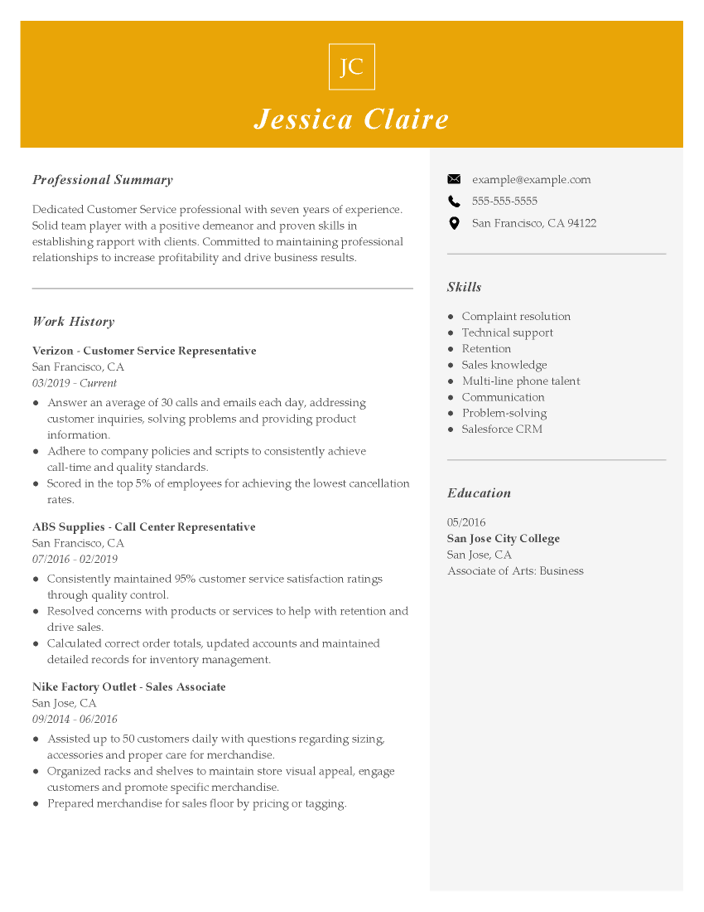 JC
Jessica Claire
Professional Summary
Dedicated Customer Service professional with seven years of experience.
Solid team player with a positive demeanor and proven skills in
establishing rapport with clients. Committed to maintaining professional
relationships to increase profitability and drive business results.
Work History
Verizon - Customer Service Representative
San Francisco, CA
03/2019 - Current
● Answer an average of 30 calls and emails each day, addressing
customer inquiries, solving problems and providing product
information.
● Adhere to company policies and scripts to consistently achieve
call-time and quality standards.
● Scored in the top 5% of employees for achieving the lowest cancellation
rates.
ABS Supplies - Call Center Representative
San Francisco, CA
07/2016 - 02/2019
● Consistently maintained 95% customer service satisfaction ratings
through quality control.
● Resolved concerns with products or services to help with retention and
drive sales.
● Calculated correct order totals, updated accounts and maintained
detailed records for inventory management.
Nike Factory Outlet - Sales Associate
San Jose, CA
09/2014 - 06/2016
● Assisted up to 50 customers daily with questions regarding sizing,
accessories and proper care for merchandise.
● Organized racks and shelves to maintain store visual appeal, engage
customers and promote specific merchandise.
● Prepared merchandise for sales floor by pricing or tagging.
example@example.com
555-555-5555
San Francisco, CA 94122
Skills
● Complaint resolution
● Technical support
● Retention
● Sales knowledge
● Multi-line phone talent
● Communication
● Problem-solving
● Salesforce CRM
Education
05/2016
San Jose City College
San Jose, CA
Associate of Arts: Business